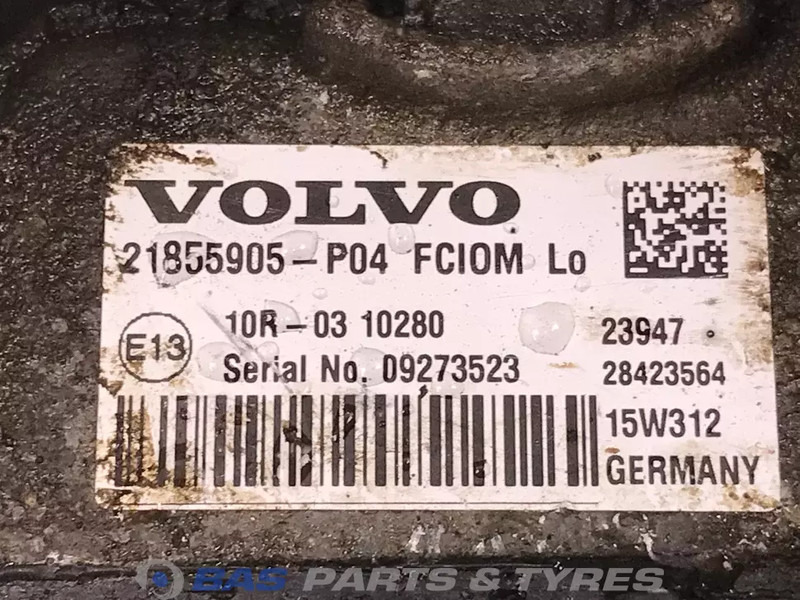 VOLVO
21855905-P04 FCIOM Lo
E13
10R-03 10280
23947
Serial No. 09273523
28423564
15W312
GERMANY
BAS PARTS & TYRES